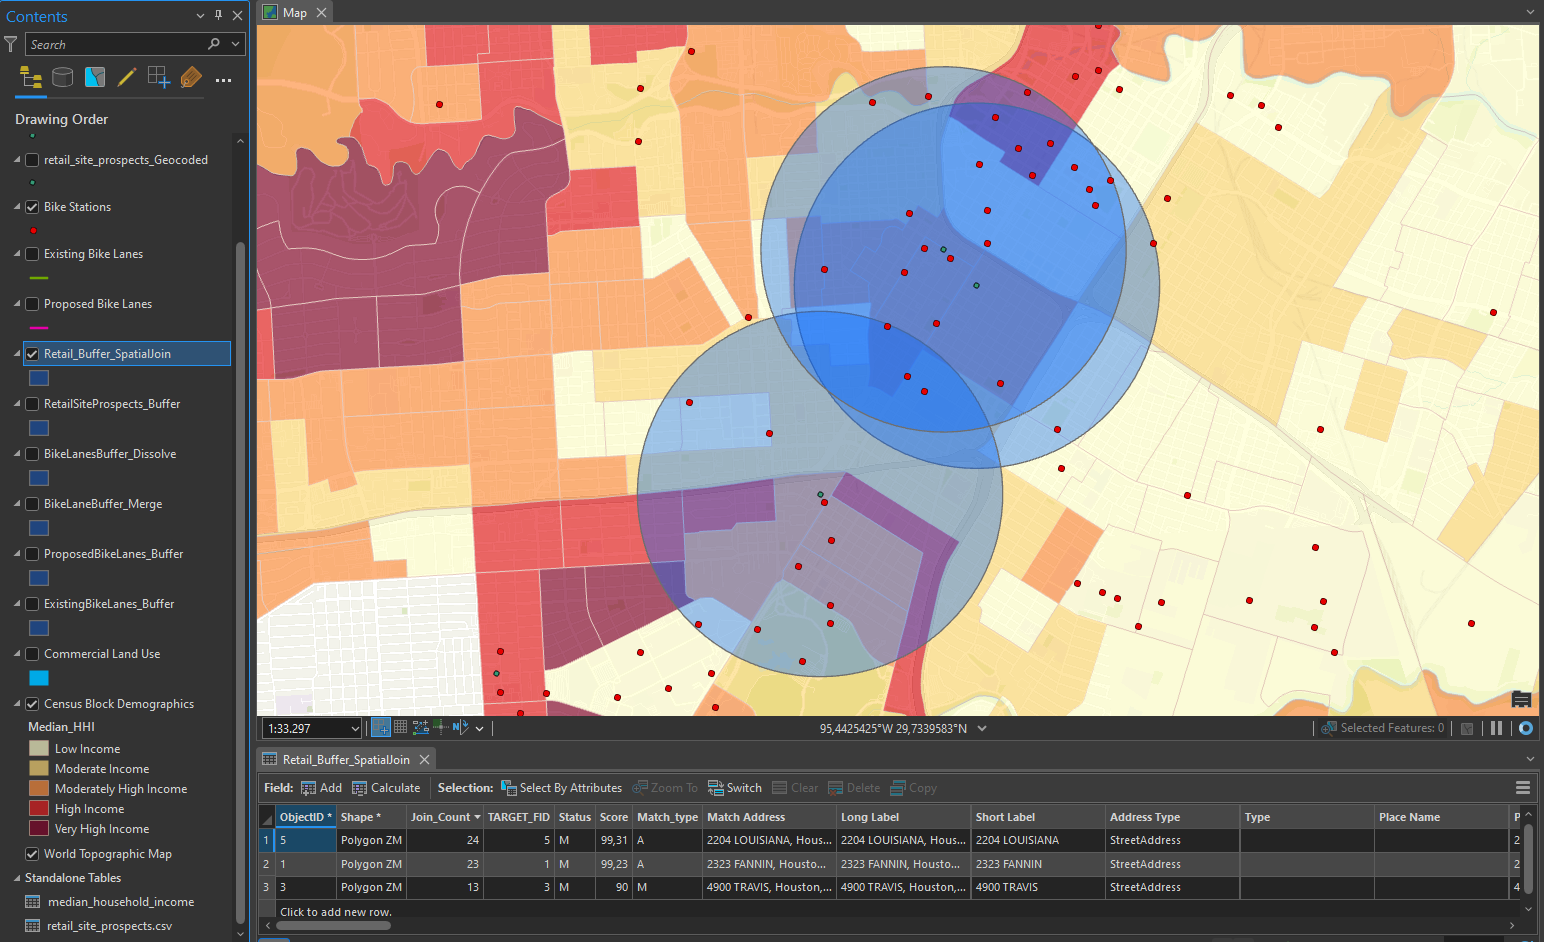 Contents
Search
Drawing Order
retail_site_prospects_Geocoded
Bike Stations
Existing Bike Lanes
Proposed Bike Lanes
Retail_Buffer_SpatialJoin
RetailSiteProspects_Buffer
BikeLanesBuffer_Dissolve
BikeLaneBuffer_Merge
ProposedBikeLanes_Buffer
ExistingBikeLanes_Buffer
Commercial Land Use
Census Block Demographics
Median_HHI
Low Income
Moderate Income
Moderately High Income
High Income
Very High Income
World Topographic Map
Standalone Tables
median_household_income
retail_site_prospects.csv
Map
1:33.297
95,4425425°W 29,7339583°N
Selected Features: 0
Retail_Buffer_SpatialJoin
Field: Add Calculate Selection: Select By Attributes Zoom To Switch Clear Delete Copy
ObjectID * Shape * Join_Count TARGET_FID Status Score Match_type Match Address Long Label Short Label Address Type Type Place Name P
1 5 Polygon ZM 24 5 M 99,31 A 2204 LOUISIANA, Hous... 2204 LOUISIANA, Hous... 2204 LOUISIANA StreetAddress 2
2 1 Polygon ZM 23 1 M 99,23 A 2323 FANNIN, Housto... 2323 FANNIN, Housto... 2323 FANNIN StreetAddress 2
3 3 Polygon ZM 13 3 M 90 M 4900 TRAVIS, Houston,... 4900 TRAVIS, Houston,... 4900 TRAVIS StreetAddress 4
Click to add new row.